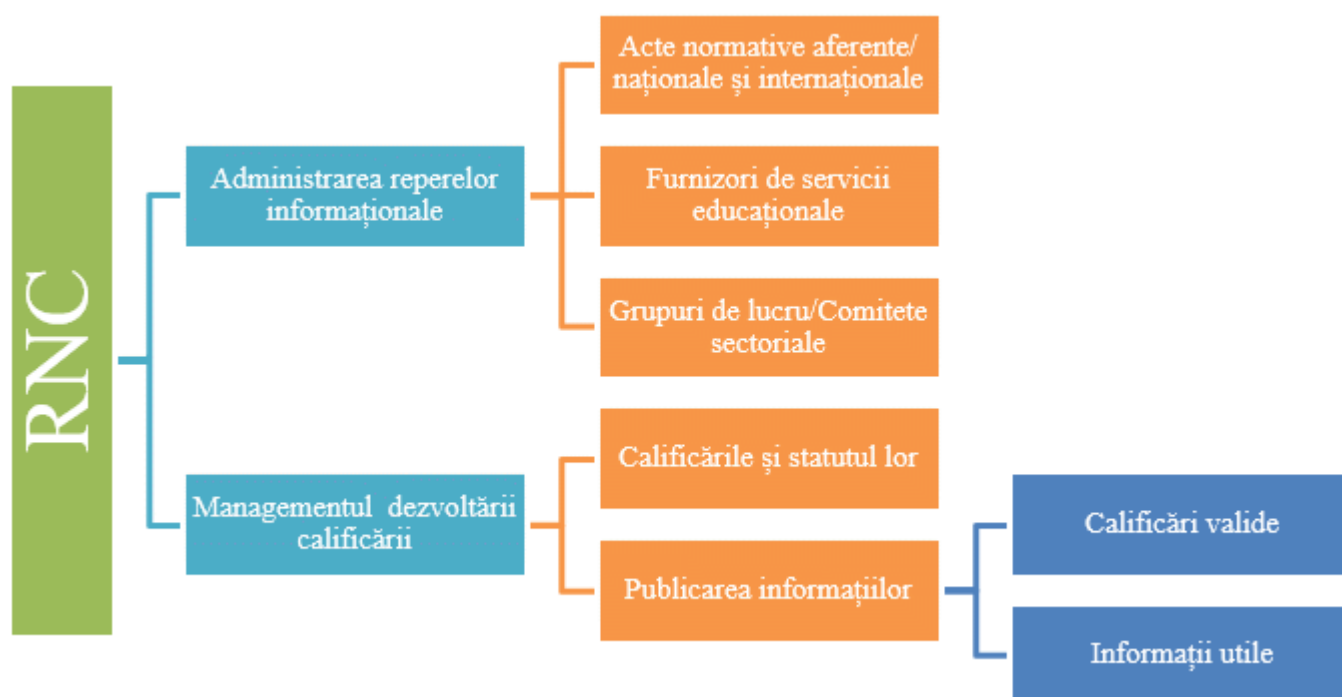 RNC
Administrarea reperelor
informaționale
Acte normative aferente/
naționale și internaționale
Furnizori de servicii
educaționale
Grupuri de lucru/Comitete
sectoriale
Managementul dezvoltării
calificării
Calificările și statutul lor
Publicarea informațiilor
Calificări valide
Informații utile